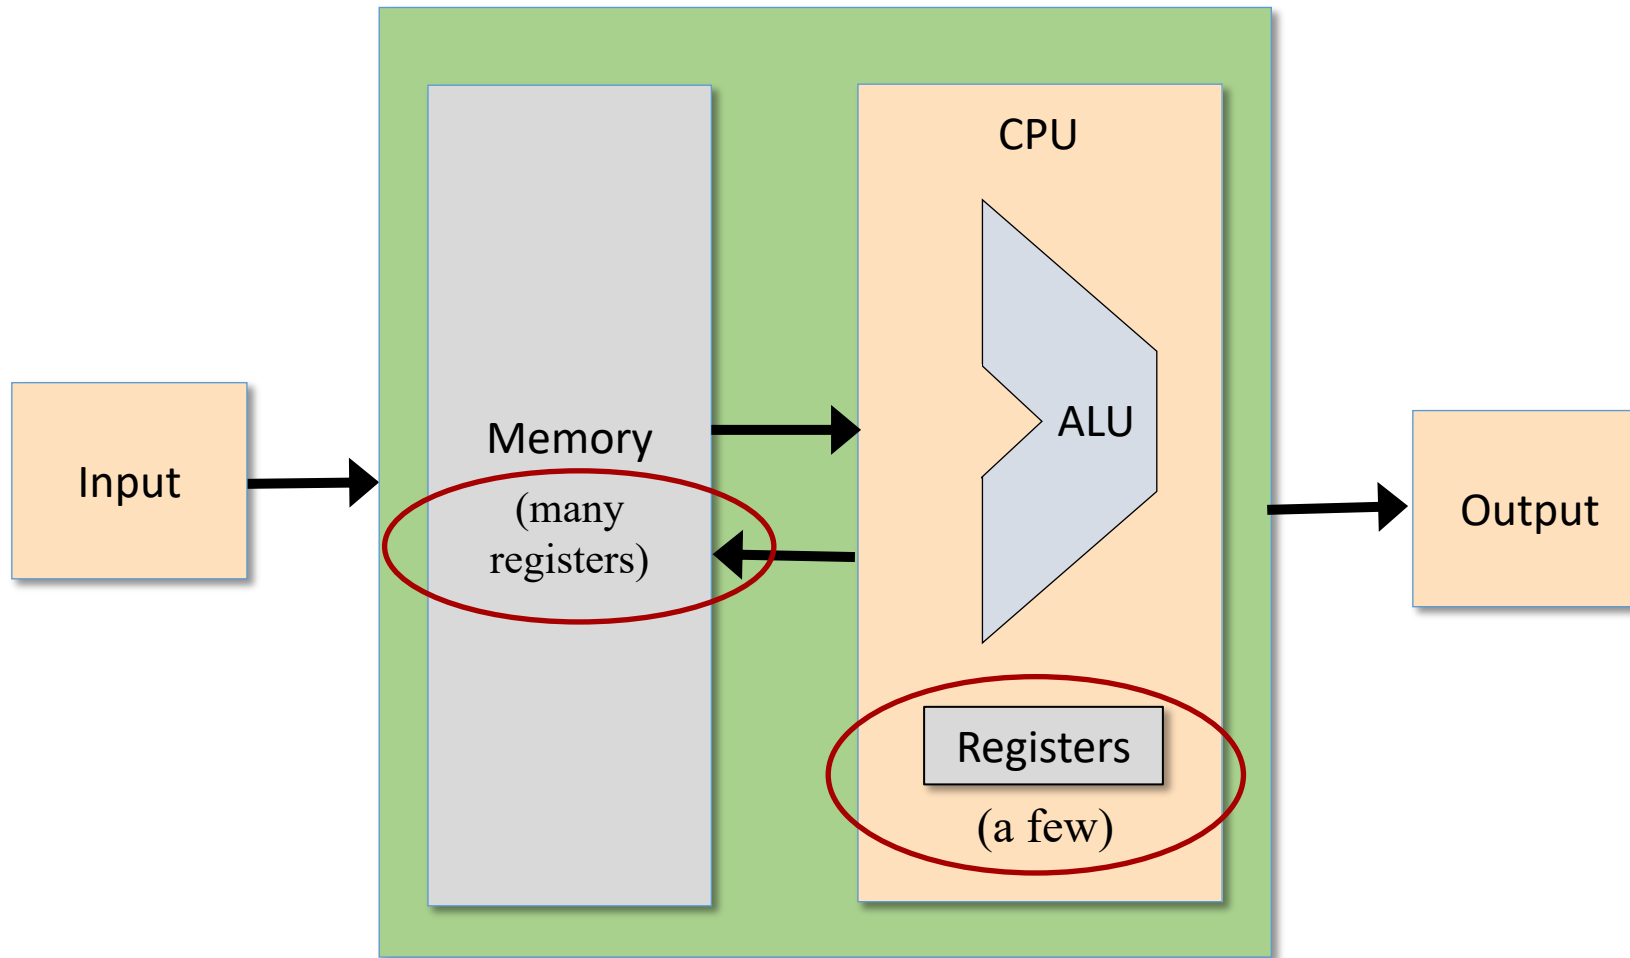 Input
Memory
(many
registers)
CPU
ALU
Registers
(a few)
Output